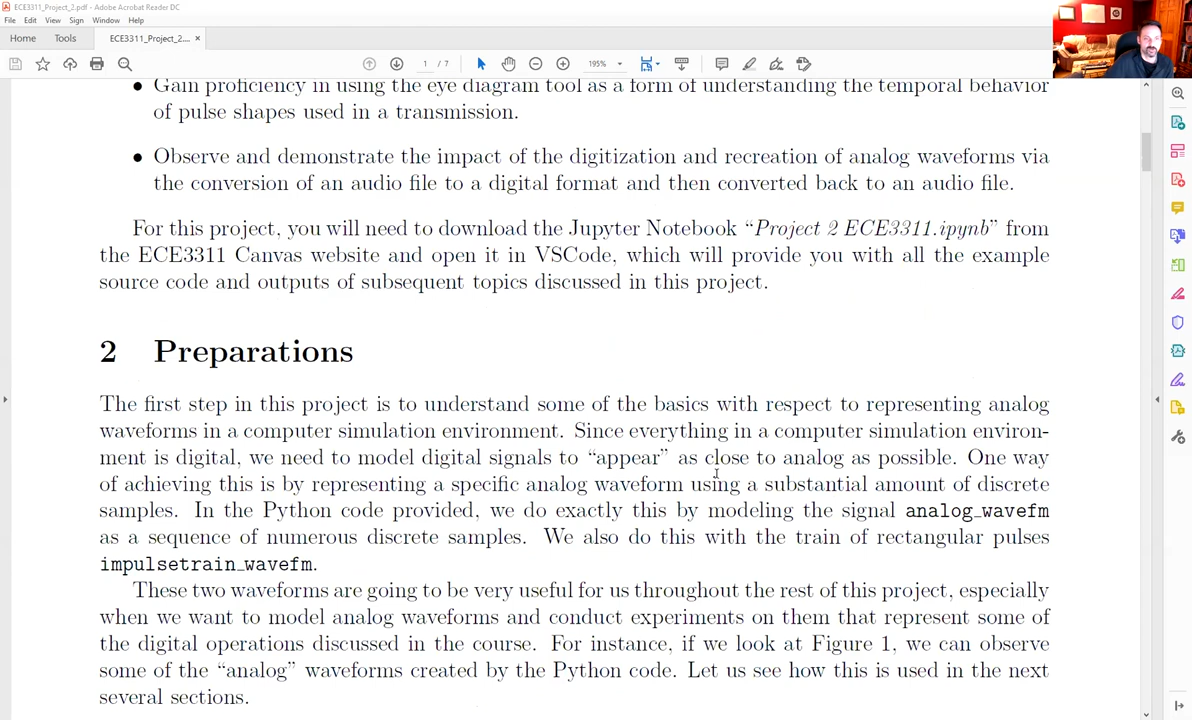 ECE3311_Project_2.pdf - Adobe Acrobat Reader DC
File Edit View Sign Window Help
Home Tools ECE3311_Project_2.... ×
1 / 7 195%
• Gain proficiency in using the eye diagram tool as a form of understanding the temporal behavior
of pulse shapes used in a transmission.
• Observe and demonstrate the impact of the digitization and recreation of analog waveforms via
the conversion of an audio file to a digital format and then converted back to an audio file.
For this project, you will need to download the Jupyter Notebook “Project 2 ECE3311.ipynb” from
the ECE3311 Canvas website and open it in VSCode, which will provide you with all the example
source code and outputs of subsequent topics discussed in this project.
2 Preparations
The first step in this project is to understand some of the basics with respect to representing analog
waveforms in a computer simulation environment. Since everything in a computer simulation environ-
ment is digital, we need to model digital signals to “appear” as close to analog as possible. One way
of achieving this is by representing a specific analog waveform using a substantial amount of discrete
samples. In the Python code provided, we do exactly this by modeling the signal analog_wavefm
as a sequence of numerous discrete samples. We also do this with the train of rectangular pulses
impulsetrain_wavefm.
These two waveforms are going to be very useful for us throughout the rest of this project, especially
when we want to model analog waveforms and conduct experiments on them that represent some of
the digital operations discussed in the course. For instance, if we look at Figure 1, we can observe
some of the “analog” waveforms created by the Python code. Let us see how this is used in the next
several sections.